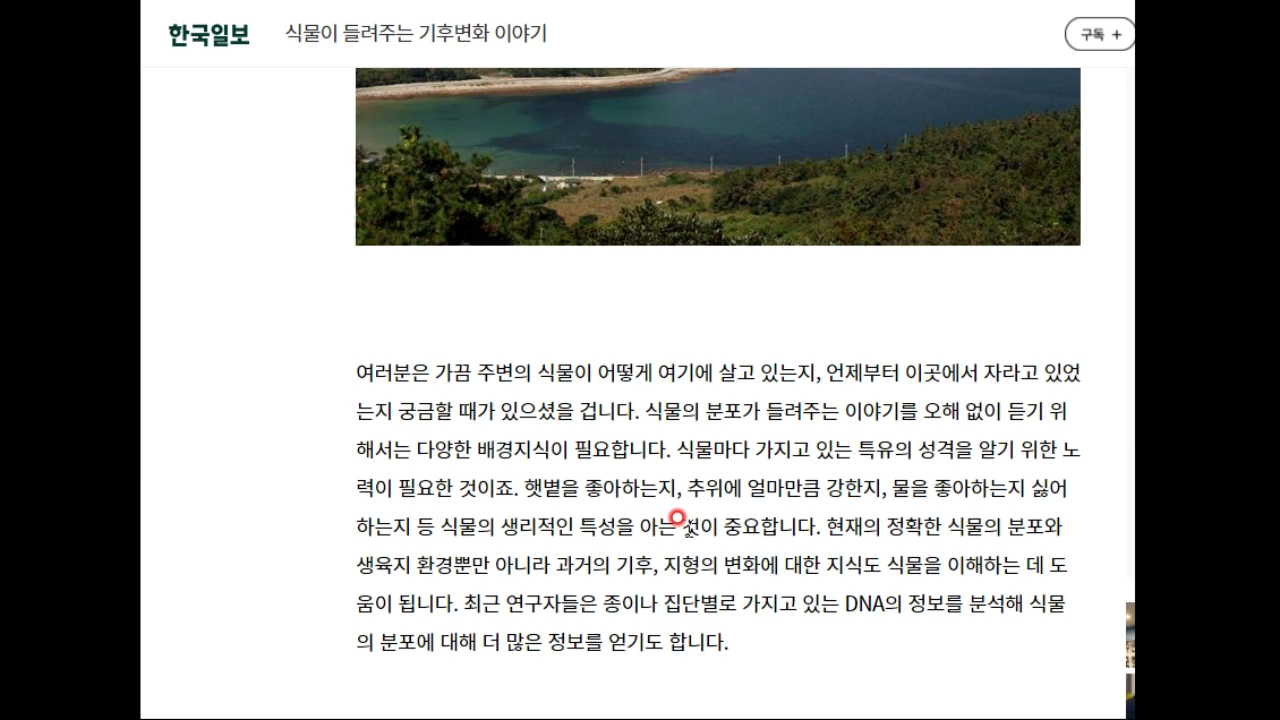 한국일보 식물이 들려주는 기후변화 이야기 구독 +
여러분은 가끔 주변의 식물이 어떻게 여기에 살고 있는지, 언제부터 이곳에서 자라고 있었
는지 궁금할 때가 있으셨을 겁니다. 식물의 분포가 들려주는 이야기를 오해 없이 듣기 위
해서는 다양한 배경지식이 필요합니다. 식물마다 가지고 있는 특유의 성격을 알기 위한 노
력이 필요한 것이죠. 햇볕을 좋아하는지, 추위에 얼마만큼 강한지, 물을 좋아하는지 싫어
하는지 등 식물의 생리적인 특성을 아는 것이 중요합니다. 현재의 정확한 식물의 분포와
생육지 환경뿐만 아니라 과거의 기후, 지형의 변화에 대한 지식도 식물을 이해하는 데 도
움이 됩니다. 최근 연구자들은 종이나 집단별로 가지고 있는 DNA의 정보를 분석해 식물
의 분포에 대해 더 많은 정보를 얻기도 합니다.